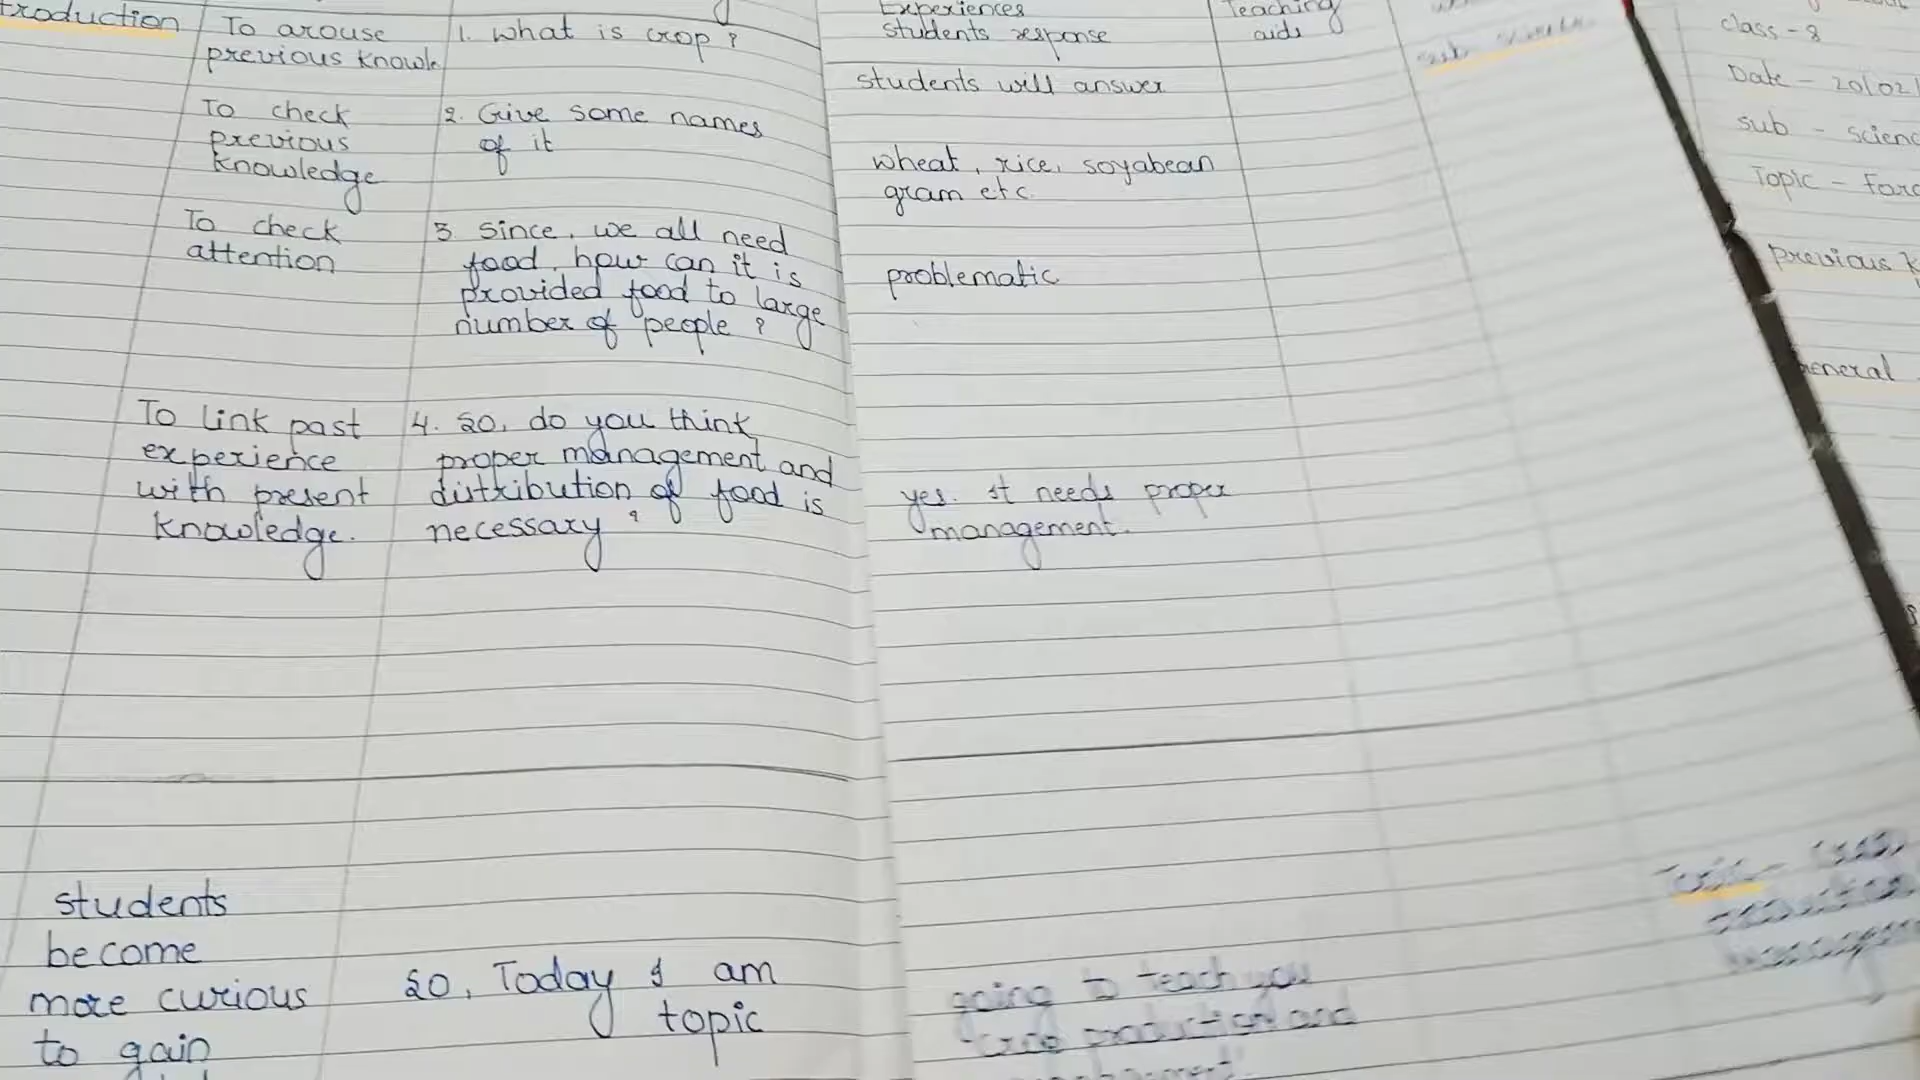 troduction
To arouse
previous knowle
1. what is crop ?
Experiences
students response
Teaching
aids
students will answer
To check
previous
knowledge
2. Give some names
of it
wheat, rice, soyabean
gram etc.
To check
attention
3 since, we all need
food, how can it is
provided food to large
number of people ?
problematic
To link past
experience
with present
knowledge.
4. so, do you think
proper management and
distribution of food is
necessary ?
yes. it needs proper
management.
students
become
more curious
to gain
so, Today I am
topic
going to teach you
crop production and
class - 8
Date - 20/02/
sub - scienc
Topic -
previous K
eneral